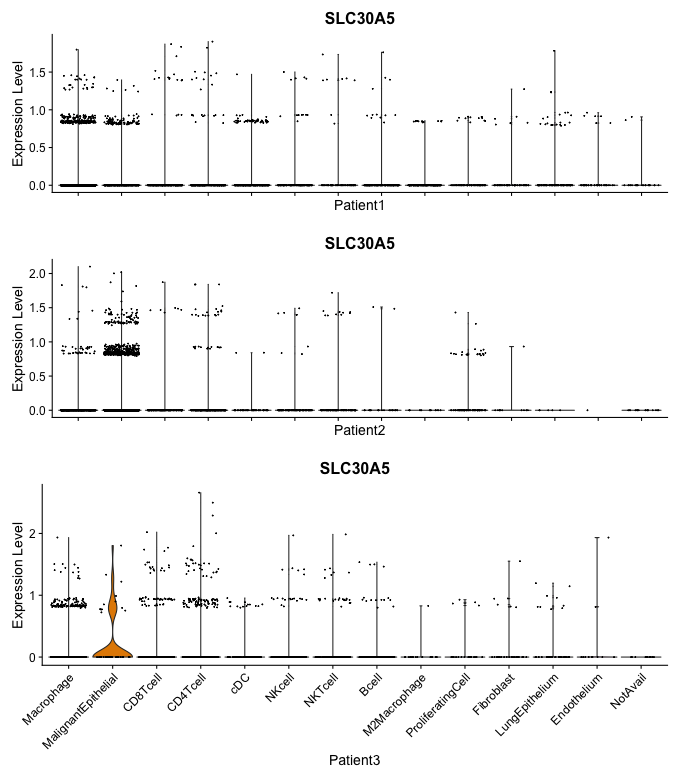 SLC30A5
Expression Level
1.5
1.0
0.5
0.0
Patient1
SLC30A5
Expression Level
2.0
1.5
1.0
0.5
0.0
Patient2
SLC30A5
Expression Level
2
1
0
Macrophage
MalignantEpithelial
CD8Tcell
CD4Tcell
cDC
NKcell
NKTcell
Bcell
M2Macrophage
ProliferatingCell
Fibroblast
LungEpithelium
Endothelium
NotAvail
Patient3